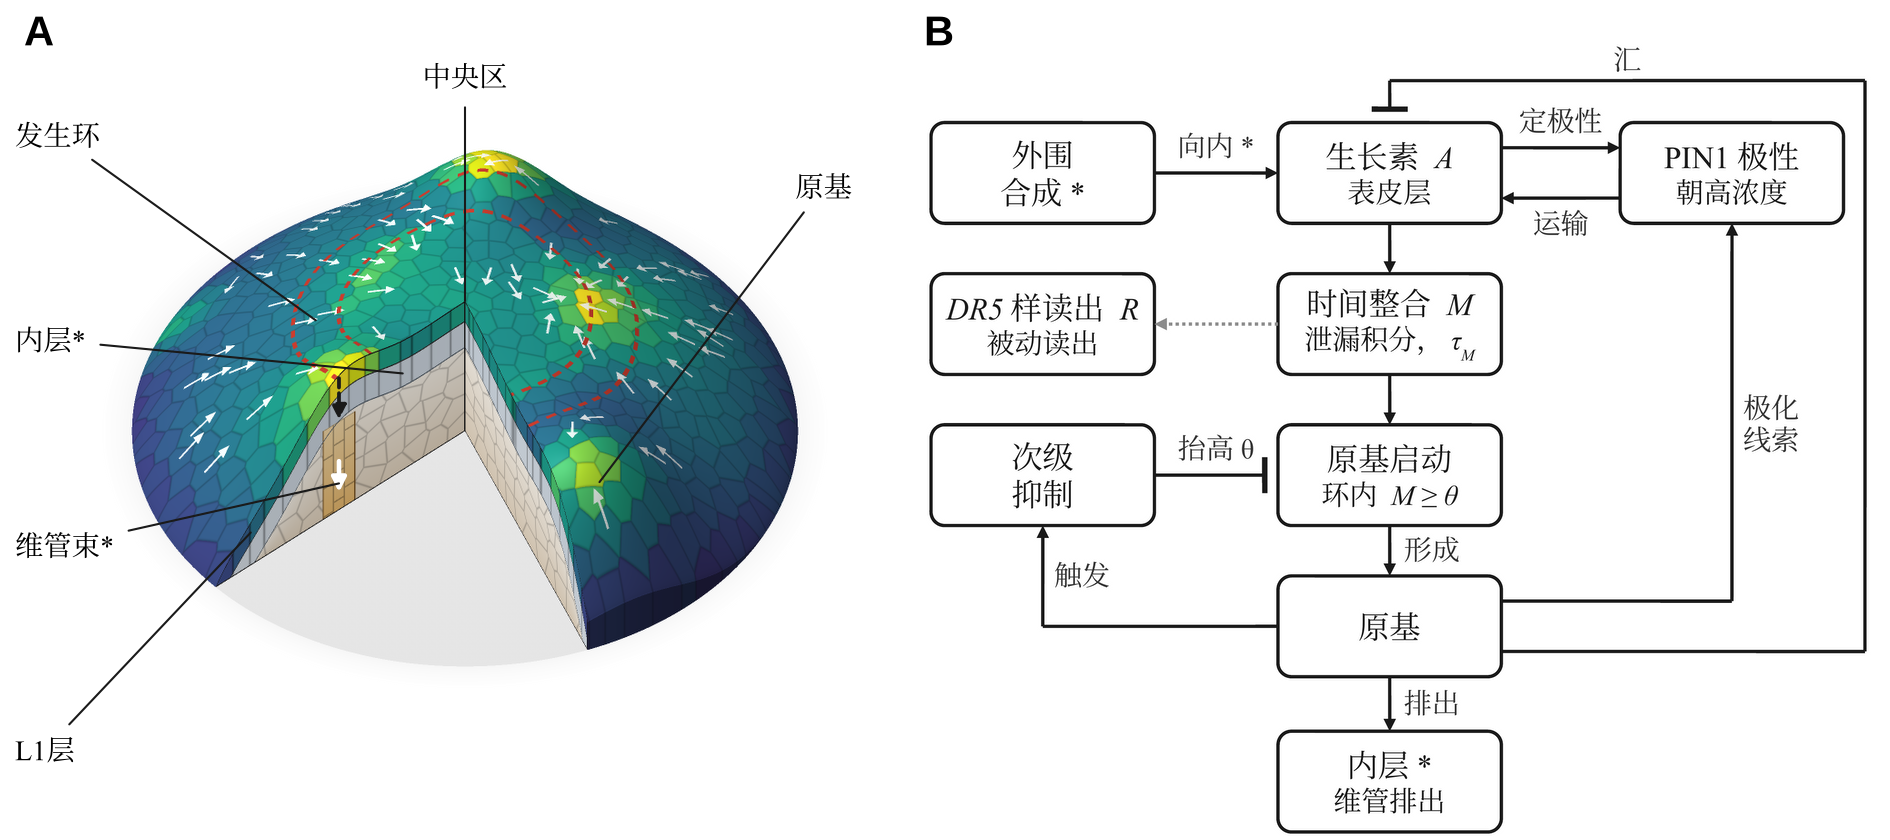 A
中央区
发生环
原基
内层*
维管束*
L1层
B
汇
外围
合成 *
向内 *
生长素 A
表皮层
定极性
运输
PIN1 极性
朝高浓度
DR5 样读出 R
被动读出
时间整合 M
泄漏积分， τM
次级
抑制
抬高 θ
原基启动
环内 M ≥ θ
极化
线索
触发
形成
原基
排出
内层 *
维管排出